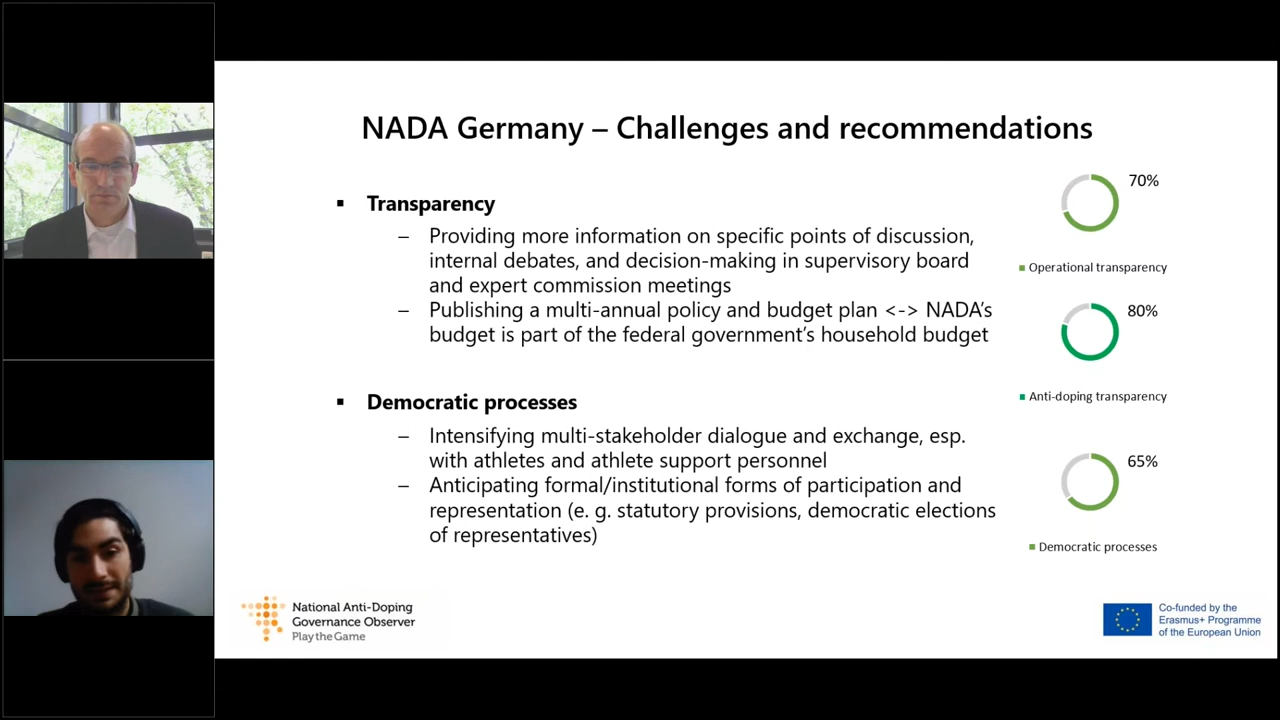 NADA Germany – Challenges and recommendations
▪ Transparency
– Providing more information on specific points of discussion,
internal debates, and decision-making in supervisory board
and expert commission meetings
– Publishing a multi-annual policy and budget plan <-> NADA's
budget is part of the federal government's household budget
▪ Democratic processes
– Intensifying multi-stakeholder dialogue and exchange, esp.
with athletes and athlete support personnel
– Anticipating formal/institutional forms of participation and
representation (e. g. statutory provisions, democratic elections
of representatives)
70%
Operational transparency
80%
Anti-doping transparency
65%
Democratic processes
National Anti-Doping
Governance Observer
Play the Game
Co-funded by the
Erasmus+ Programme
of the European Union